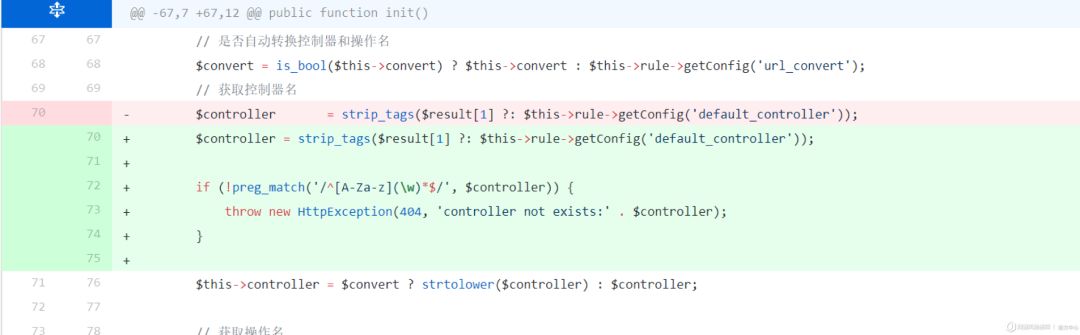 @@ -67,7 +67,12 @@ public function init()
67 67 // 是否自动转换控制器和操作名
68 68 $convert = is_bool($this->convert) ? $this->convert : $this->rule->getConfig('url_convert');
69 69 // 获取控制器名
70 - $controller = strip_tags($result[1] ?: $this->rule->getConfig('default_controller'));
70 + $controller = strip_tags($result[1] ?: $this->rule->getConfig('default_controller'));
71 +
72 + if (!preg_match('/^[A-Za-z](\w)*$/', $controller)) {
73 + throw new HttpException(404, 'controller not exists:' . $controller);
74 + }
75 +
71 76 $this->controller = $convert ? strtolower($controller) : $controller;
72 77
73 78 // 获取操作名